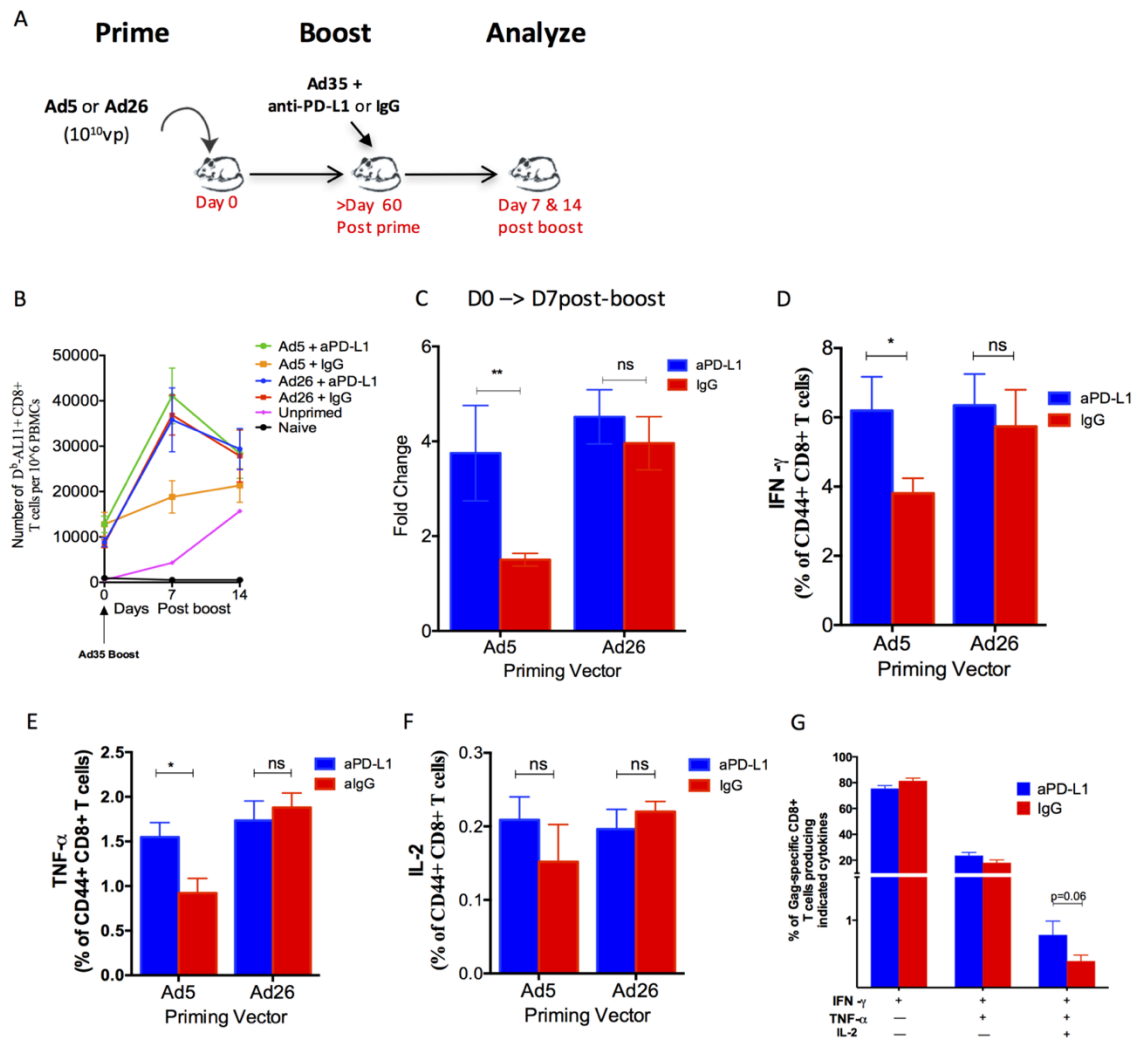 A
Prime Boost Analyze
Ad5 or Ad26
(10¹⁰vp)
Ad35 +
anti-PD-L1 or IgG
Day 0
>Day 60
Post prime
Day 7 & 14
post boost
B
Number of Dᵇ-AL11+ CD8+
T cells per 10^6 PBMCs
50000
40000
30000
20000
10000
0
0 7 14
Days Post boost
Ad35 Boost
Ad5 + aPD-L1
Ad5 + IgG
Ad26 + aPD-L1
Ad26 + IgG
Unprimed
Naive
C D0 –> D7post-boost
Fold Change
6
4
2
0
**
ns
aPD-L1
IgG
Ad5 Ad26
Priming Vector
D
IFN -γ
(% of CD44+ CD8+ T cells)
8
6
4
2
0
*
ns
aPD-L1
IgG
Ad5 Ad26
Priming Vector
E
TNF-α
(% of CD44+ CD8+ T cells)
2.5
2.0
1.5
1.0
0.5
0.0
*
ns
aPD-L1
aIgG
Ad5 Ad26
Priming Vector
F
IL-2
(% of CD44+ CD8+ T cells)
0.3
0.2
0.1
0.0
ns
ns
aPD-L1
IgG
Ad5 Ad26
Priming Vector
G
% of Gag-specific CD8+
T cells producing
indicated cytokines
100
80
60
40
20
1
p=0.06
aPD-L1
IgG
IFN -γ + + +
TNF-α — + +
IL-2 — — +